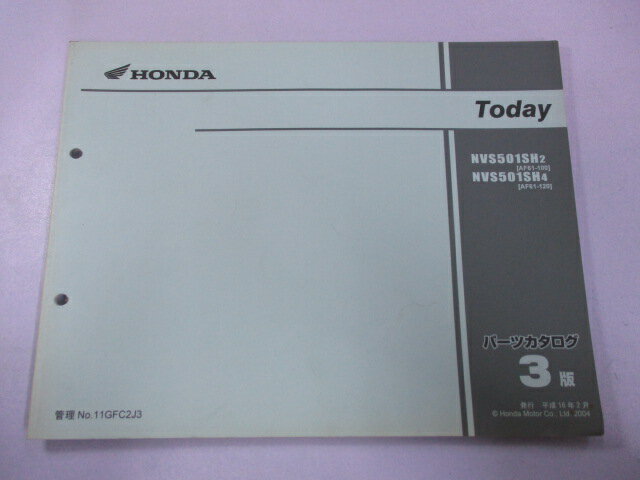 HONDA
Today
NVS501SH2
[AF61-100]
NVS501SH4
[AF61-120]
パーツカタログ
3版
発行 平成16年2月
© Honda Motor Co., Ltd. 2004
管理 No.11GFC2J3